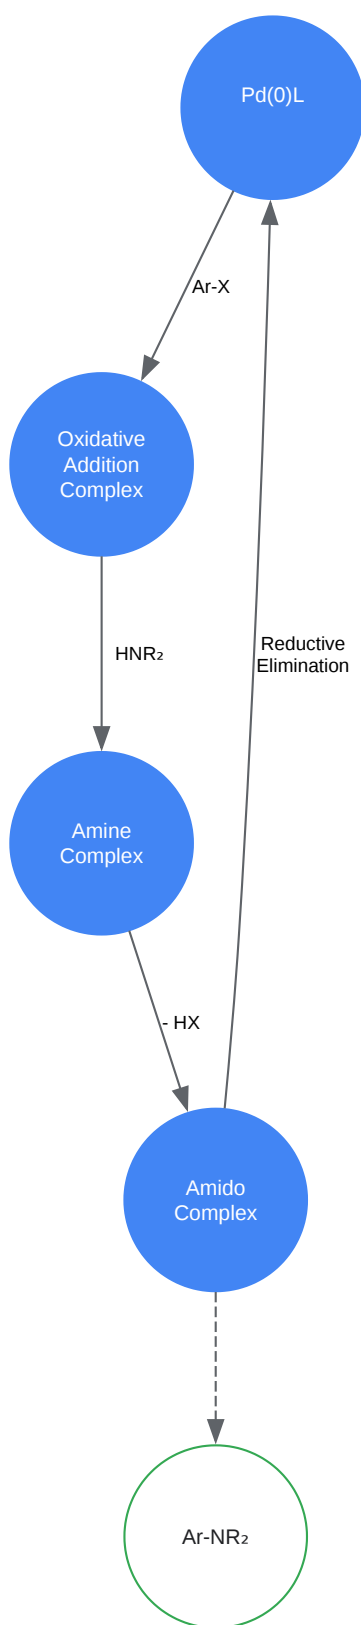 Pd(0)L
Ar-X
Oxidative
Addition
Complex
HNR₂
Reductive
Elimination
Amine
Complex
- HX
Amido
Complex
Ar-NR₂